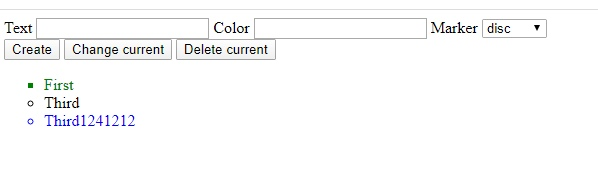 Text Color Marker disc
Create Change current Delete current
First
Third
Third1241212